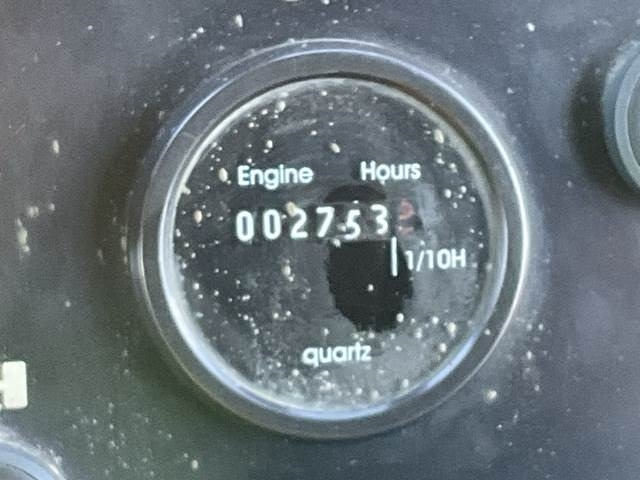 Engine Hours
002753
1/10H
quartz